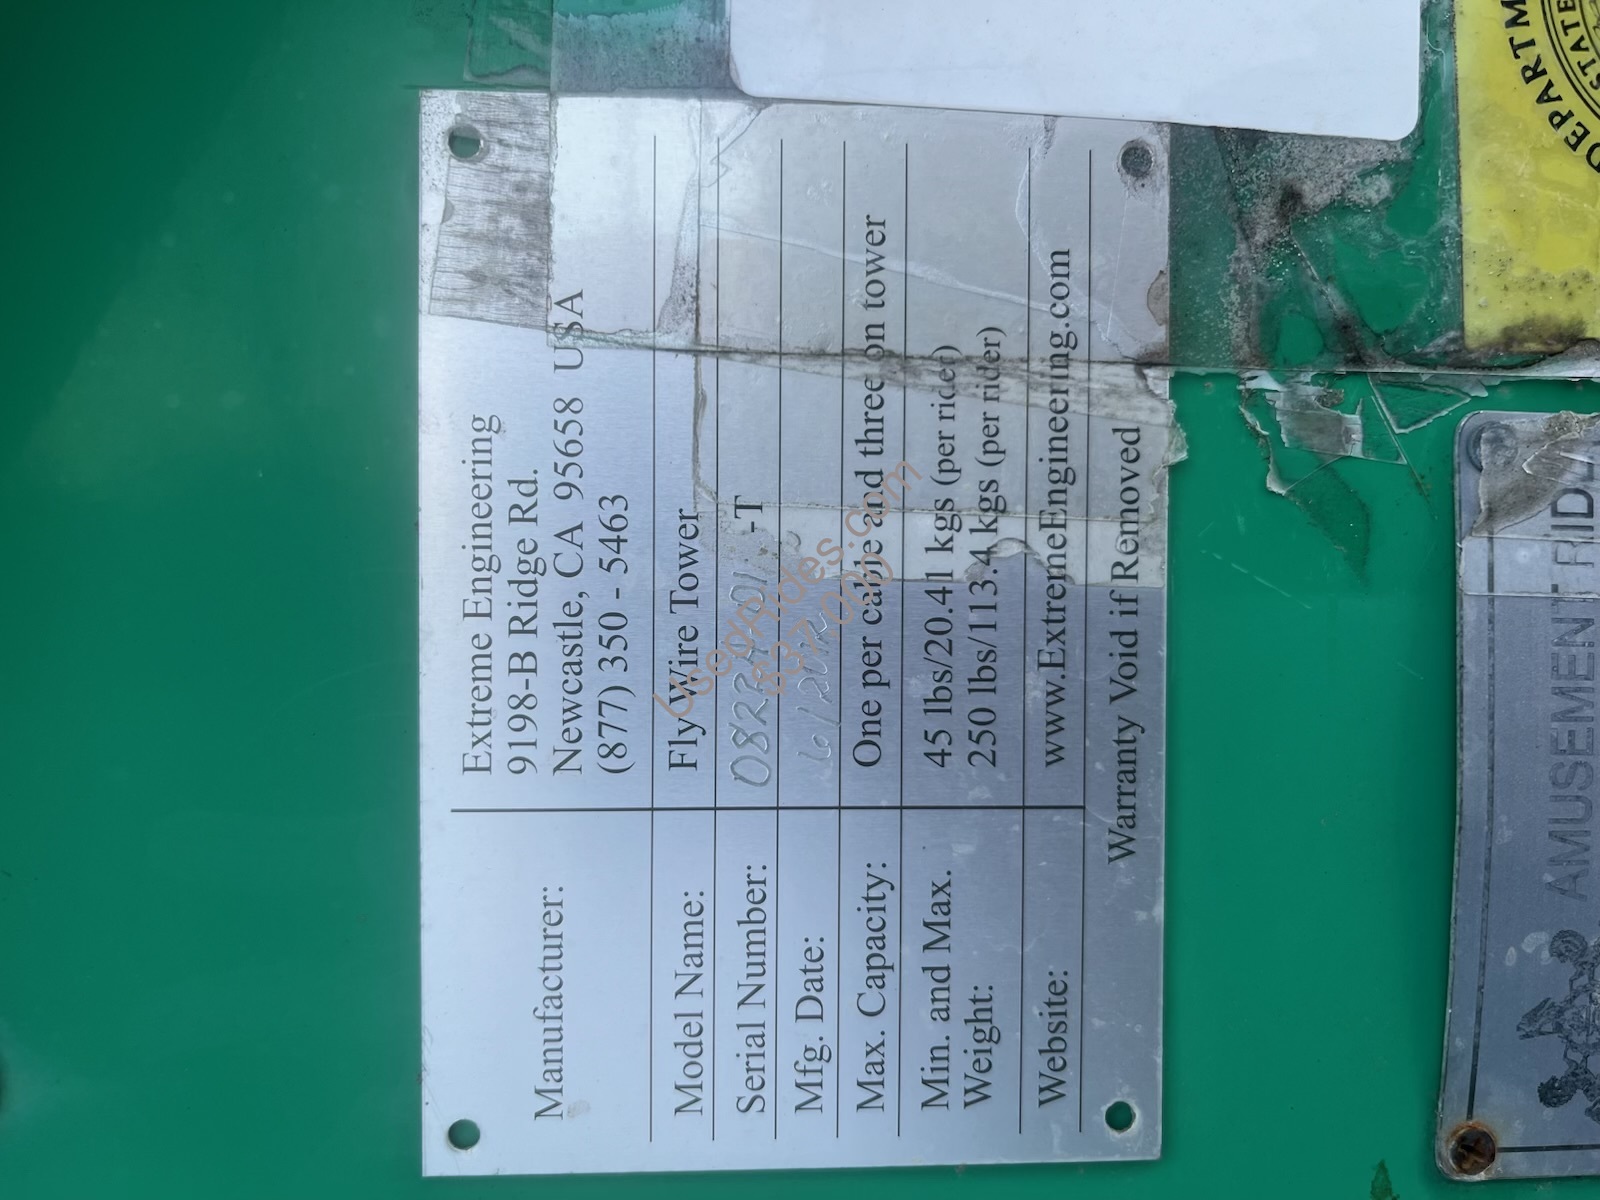 Manufacturer:
Extreme Engineering
9198-B Ridge Rd.
Newcastle, CA 95658 USA
(877) 350 - 5463
Model Name: Fly Wire Tower
Serial Number: -T
Mfg. Date:
Max. Capacity: One per cable and three on tower
Min. and Max. Weight:
45 lbs/20.41 kgs (per rider)
250 lbs/113.4 kgs (per rider)
Website: www.ExtremeEngineering.com
Warranty Void if Removed
UsedRides.com
AMUSEMENT RIDE